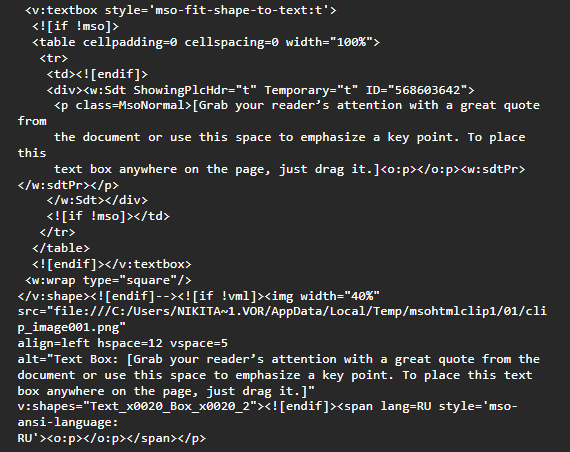 <v:textbox style='mso-fit-shape-to-text:t'>
<![if !mso]>
<table cellpadding=0 cellspacing=0 width="100%">
<tr>
<td><![endif]>
<div><w:Sdt ShowingPlcHdr="t" Temporary="t" ID="568603642">
<p class=MsoNormal>[Grab your reader’s attention with a great quote
from
the document or use this space to emphasize a key point. To place
this
text box anywhere on the page, just drag it.]<o:p></o:p><w:sdtPr>
</w:sdtPr></p>
</w:Sdt></div>
<![if !mso]></td>
</tr>
</table>
<![endif]></v:textbox>
<w:wrap type="square"/>
</v:shape><![endif]--><![if !vml]><img width="40%"
src="file:///C:/Users/NIKITA~1.VOR/AppData/Local/Temp/msohtmlclip1/01/cli
p_image001.png"
align=left hspace=12 vspace=5
alt="Text Box: [Grab your reader’s attention with a great quote from the
document or use this space to emphasize a key point. To place this text
box anywhere on the page, just drag it.]"
v:shapes="Text_x0020_Box_x0020_2"><![endif]><span lang=RU style='mso-
ansi-language:
RU'><o:p></o:p></span></p>